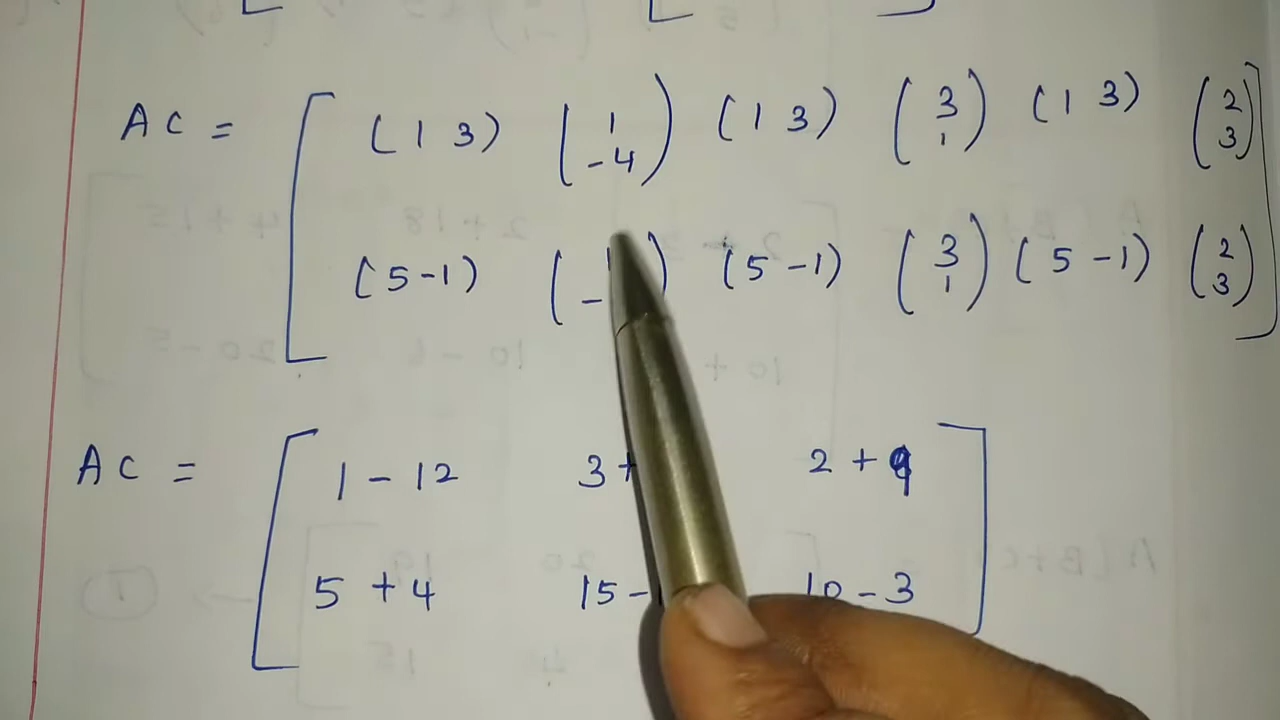 AC = [ (1 3) (1 -4) (1 3) (3 1) (1 3) (2 3)
(5 -1) ( - ) (5 -1) (3 1) (5 -1) (2 3) ]
AC = [ 1 - 12 3 + 2 + 9
5 + 4 15 - 10 - 3 ]